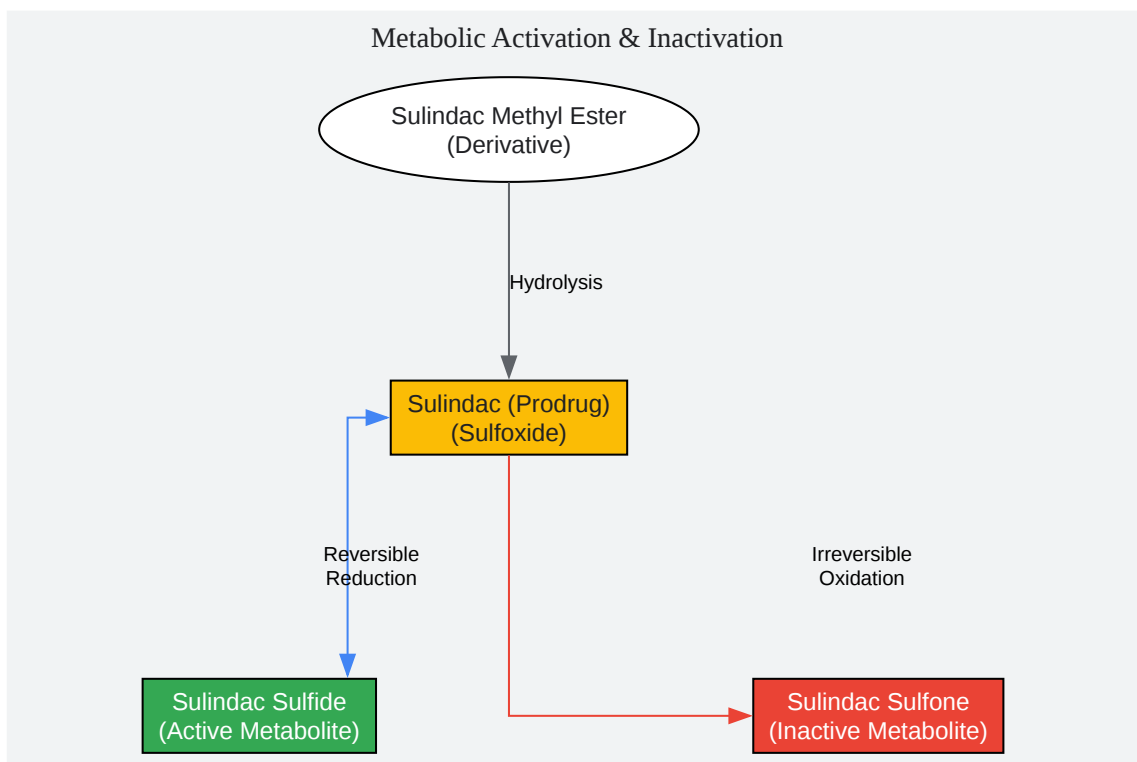 Metabolic Activation & Inactivation
Sulindac Methyl Ester
(Derivative)
Hydrolysis
Sulindac (Prodrug)
(Sulfoxide)
Reversible
Reduction
Irreversible
Oxidation
Sulindac Sulfide
(Active Metabolite)
Sulindac Sulfone
(Inactive Metabolite)